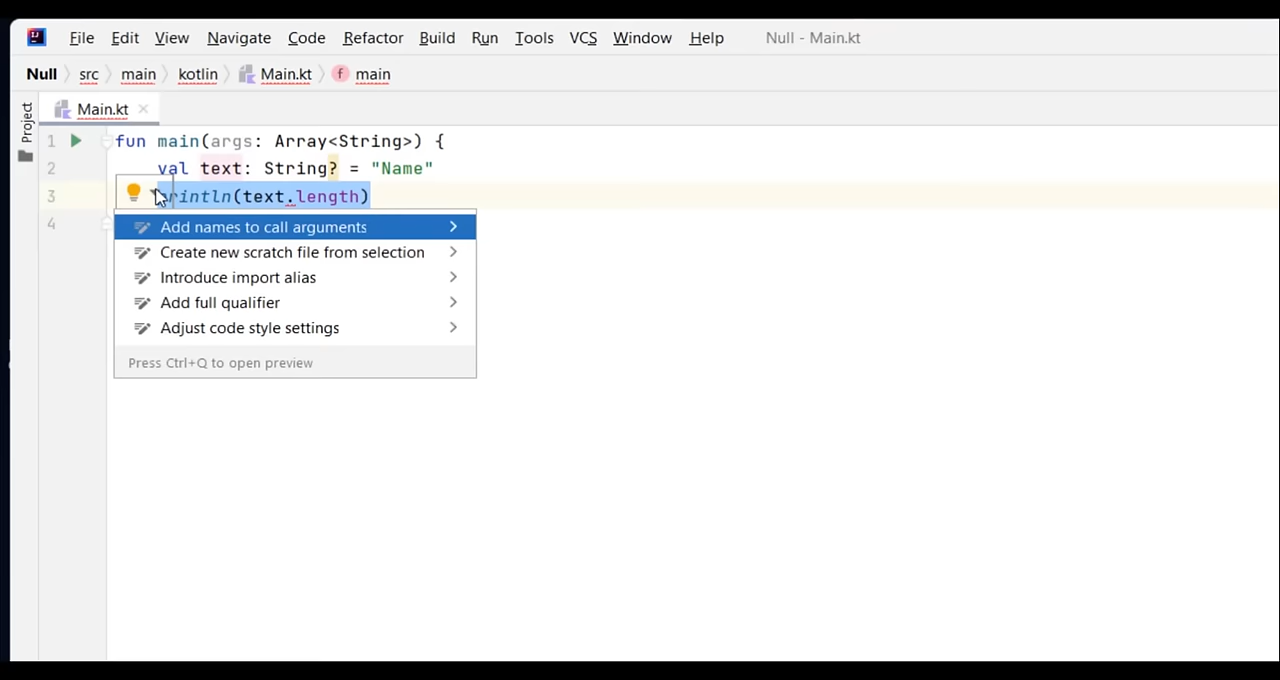 File Edit View Navigate Code Refactor Build Run Tools VCS Window Help Null - Main.kt
Null src main kotlin Main.kt f main
Project
Main.kt
1 fun main(args: Array<String>) {
2 val text: String? = "Name"
3 println(text.length)
4
Add names to call arguments
Create new scratch file from selection
Introduce import alias
Add full qualifier
Adjust code style settings
Press Ctrl+Q to open preview